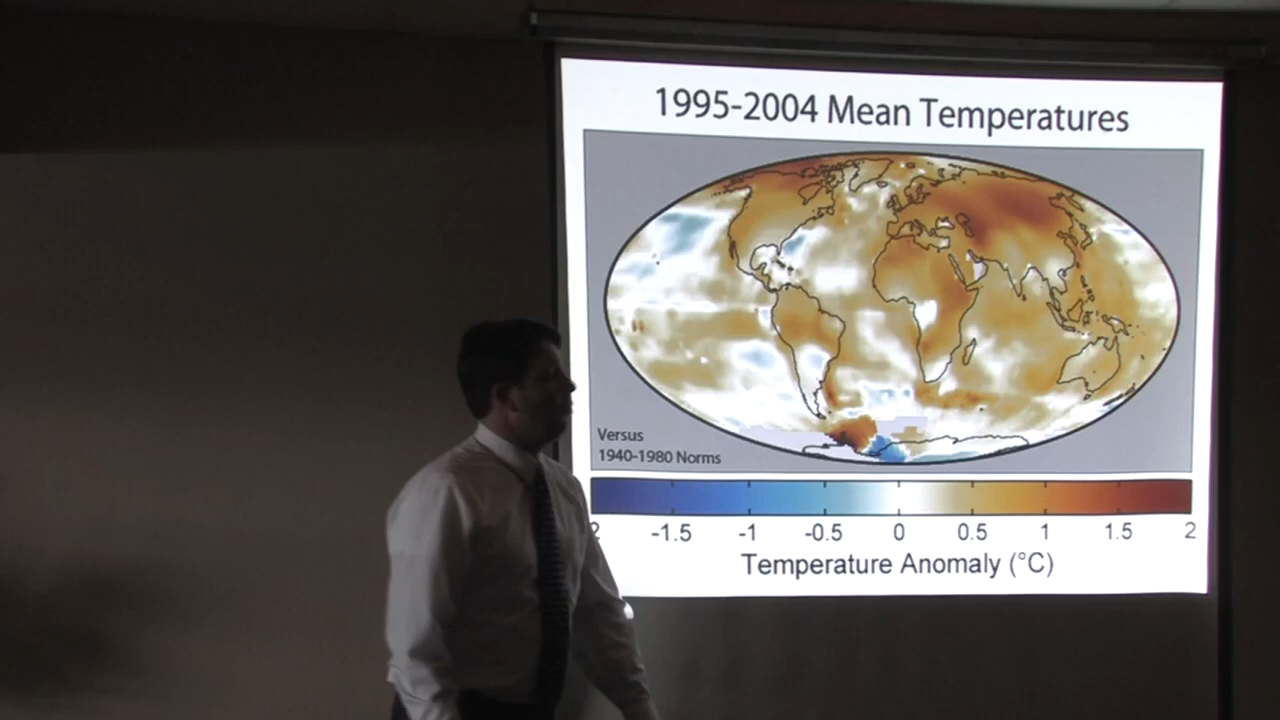 1995-2004 Mean Temperatures
Versus
1940-1980 Norms
2 -1.5 -1 -0.5 0 0.5 1 1.5 2
Temperature Anomaly (°C)